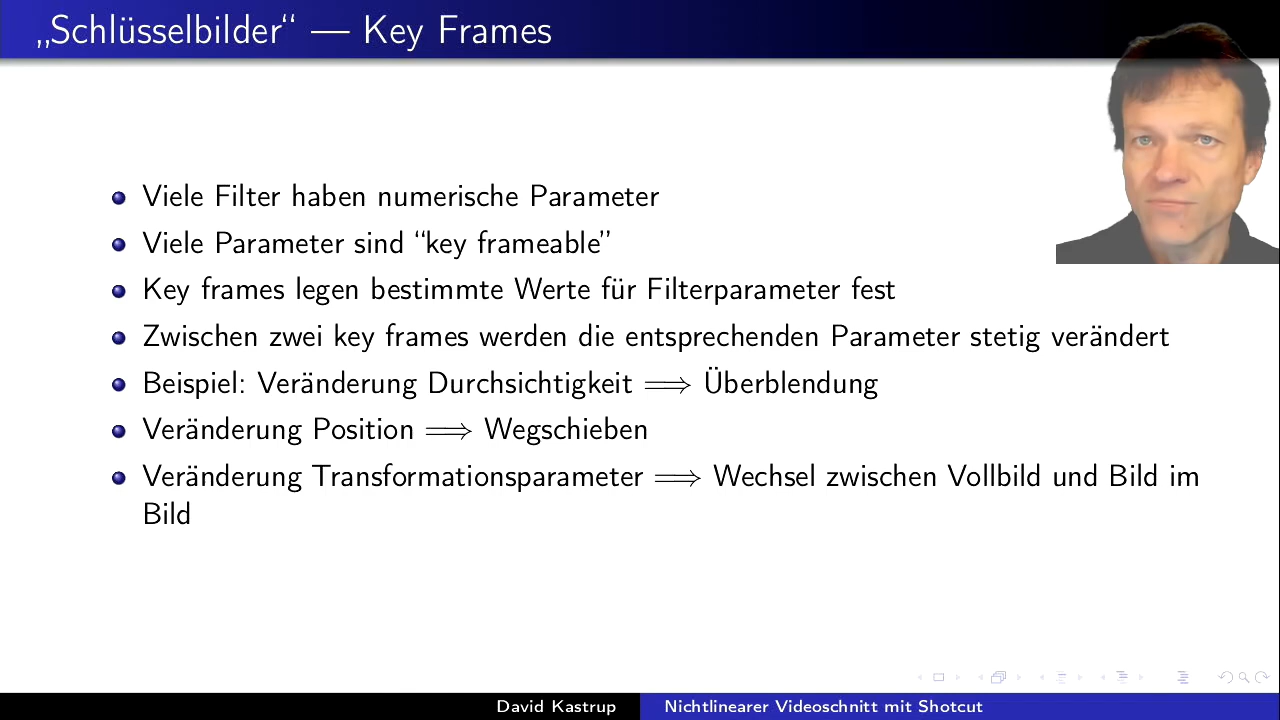 „Schlüsselbilder“ — Key Frames
Viele Filter haben numerische Parameter
Viele Parameter sind “key frameable”
Key frames legen bestimmte Werte für Filterparameter fest
Zwischen zwei key frames werden die entsprechenden Parameter stetig verändert
Beispiel: Veränderung Durchsichtigkeit ⟹ Überblendung
Veränderung Position ⟹ Wegschieben
Veränderung Transformationsparameter ⟹ Wechsel zwischen Vollbild und Bild im
Bild
David Kastrup
Nichtlinearer Videoschnitt mit Shotcut